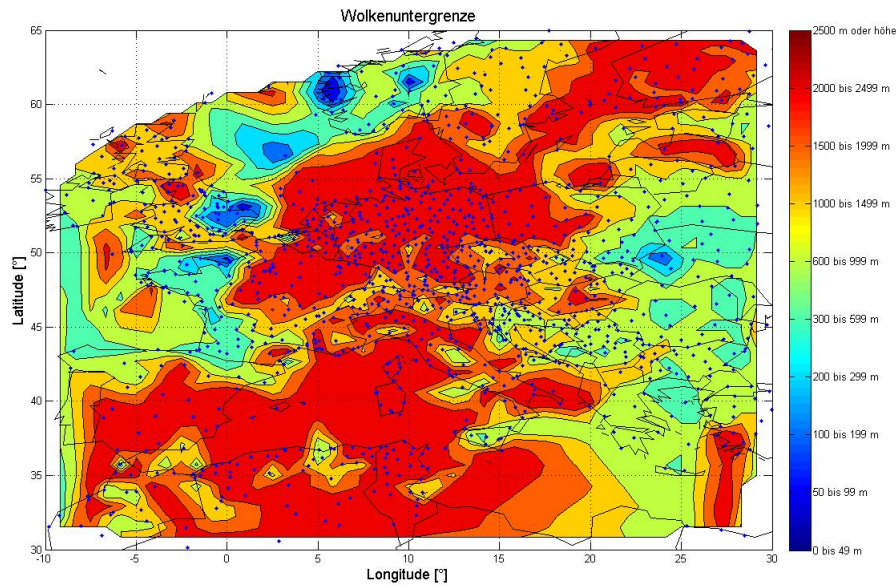 Wolkenuntergrenze
65
60
55
50
45
40
35
30
Latitude [°]
-10
-5
0
5
10
15
20
25
30
Longitude [°]
2500 m oder höhe
2000 bis 2499 m
1500 bis 1999 m
1000 bis 1499 m
600 bis 999 m
300 bis 599 m
200 bis 299 m
100 bis 199 m
50 bis 99 m
0 bis 49 m